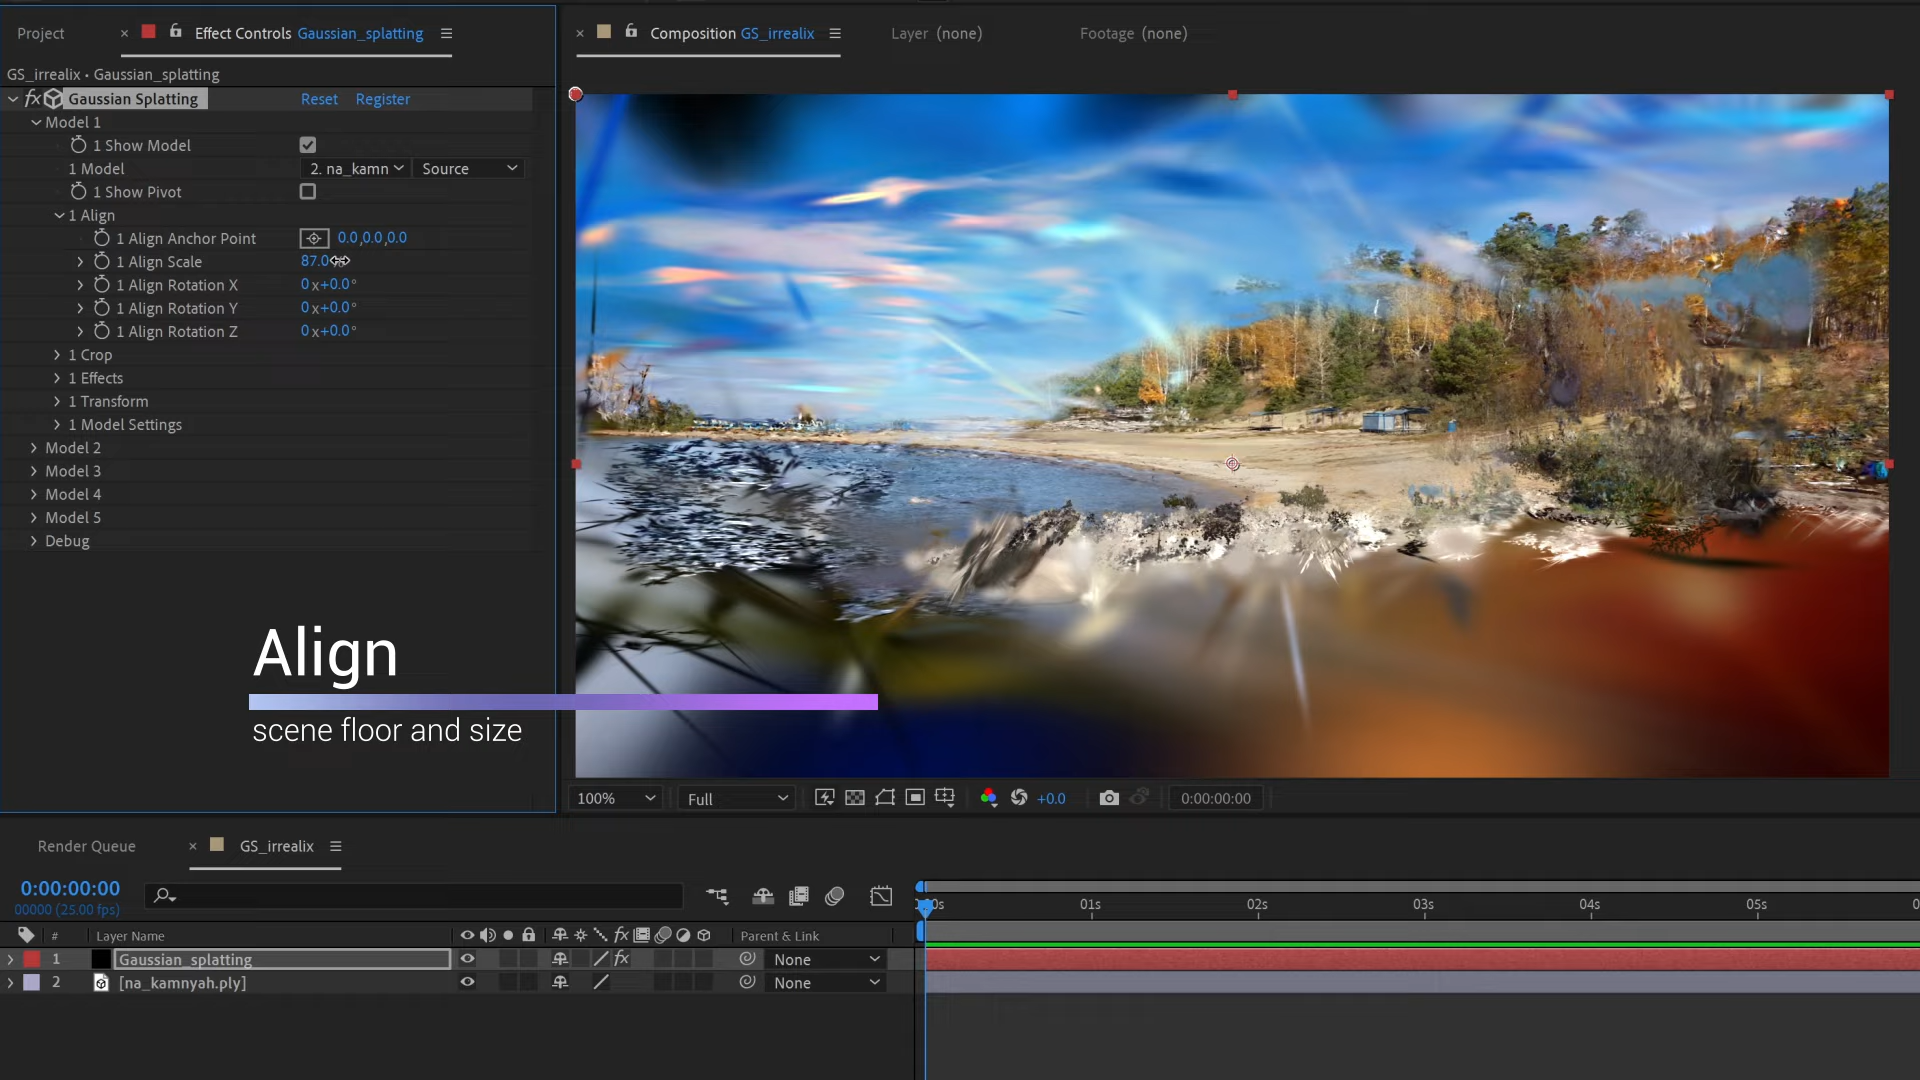 Project
× Effect Controls Gaussian_splatting
GS_irrealix • Gaussian_splatting
fx Gaussian Splatting Reset Register
Model 1
1 Show Model
1 Model 2. na_kamn Source
1 Show Pivot
1 Align
1 Align Anchor Point 0.0,0.0,0.0
1 Align Scale 87.0
1 Align Rotation X 0 x+0.0°
1 Align Rotation Y 0 x+0.0°
1 Align Rotation Z 0 x+0.0°
1 Crop
1 Effects
1 Transform
1 Model Settings
Model 2
Model 3
Model 4
Model 5
Debug
Align
scene floor and size
× Composition GS_irrealix
Layer (none)
Footage (none)
100% Full +0.0 0:00:00:00
Render Queue
× GS_irrealix
0:00:00:00
00000 (25.00 fps)
01s 02s 03s 04s 05s
# Layer Name fx Parent & Link
1 Gaussian_splatting fx None
2 [na_kamnyah.ply] None